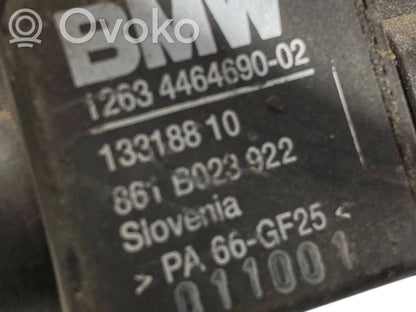 Ovoko
BMW
1263 4464690-02
13318810
861 B023 922
Slovenia
> PA 66-GF25 <
011001